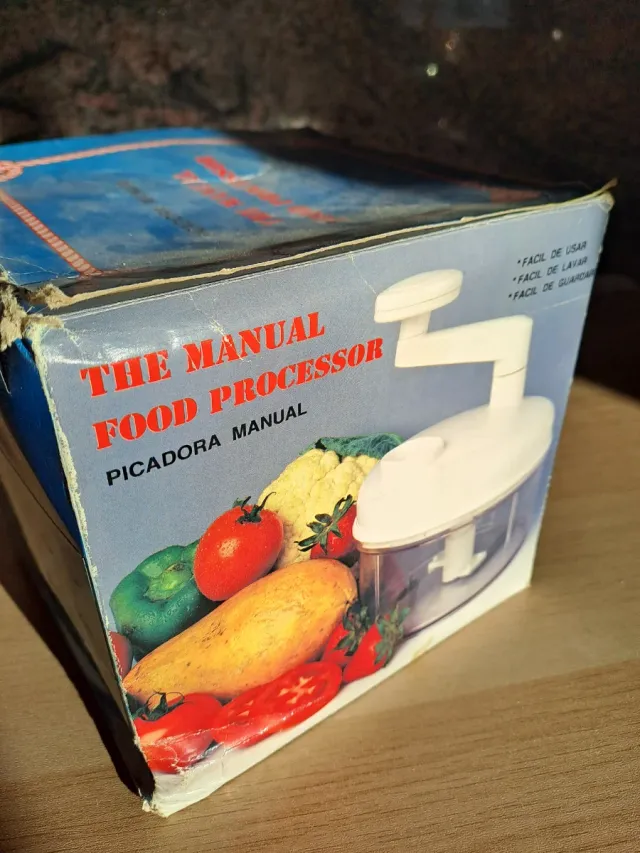 THE MANUAL
FOOD PROCESSOR
PICADORA MANUAL
*FACIL DE USAR
*FACIL DE LAVAR
*FACIL DE GUARDAR